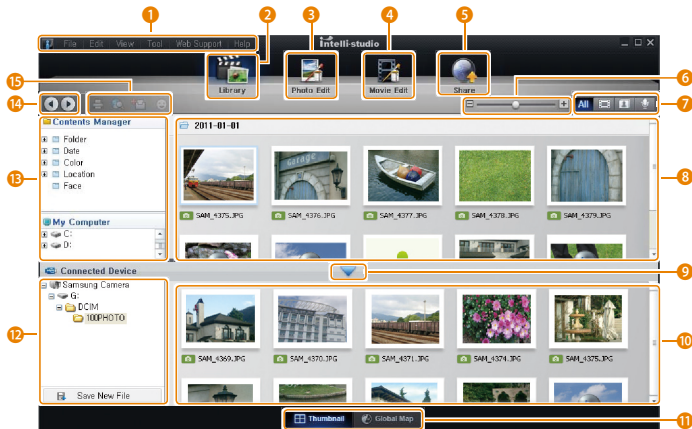 1 2 3 4 5
File Edit View Tool Web Support Help
intelli-studio
15 6
Library Photo Edit Movie Edit Share
14 All 7
Contents Manager
2011-01-01
Folder
Date
Color
Location
Face
13 8
SAM_4375.JPG SAM_4376.JPG SAM_4377.JPG SAM_4378.JPG SAM_4379.JPG
My Computer
C:
D:
Connected Device 9
Samsung Camera
G:
DCIM
100PHOTO
12 10
SAM_4369.JPG SAM_4370.JPG SAM_4371.JPG SAM_4374.JPG SAM_4375.JPG
Save New File
Thumbnail Global Map 11